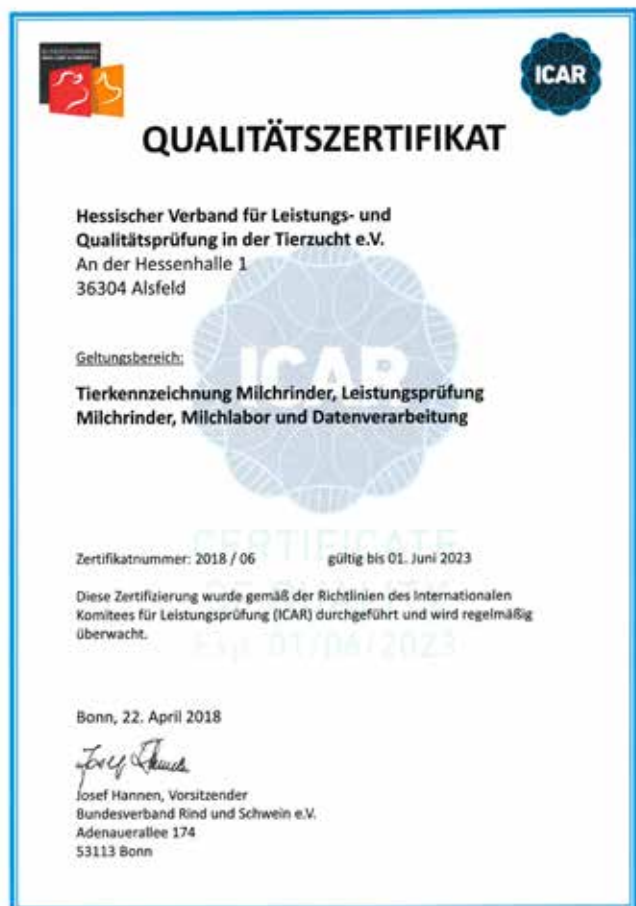 ICAR
QUALITÄTSZERTIFIKAT
Hessischer Verband für Leistungs- und
Qualitätsprüfung in der Tierzucht e.V.
An der Hessenhalle 1
36304 Alsfeld
ICAR
Geltungsbereich:
Tierkennzeichnung Milchrinder, Leistungsprüfung
Milchrinder, Milchlabor und Datenverarbeitung
CERTIFICATE
OF QUALITY
Zertifikatnummer: 2018 / 06 gültig bis 01. Juni 2023
Diese Zertifizierung wurde gemäß der Richtlinien des Internationalen
Komitees für Leistungsprüfung (ICAR) durchgeführt und wird regelmäßig
überwacht.
Exp. 01/06/2023
Bonn, 22. April 2018
Josef Hannen, Vorsitzender
Bundesverband Rind und Schwein e.V.
Adenauerallee 174
53113 Bonn